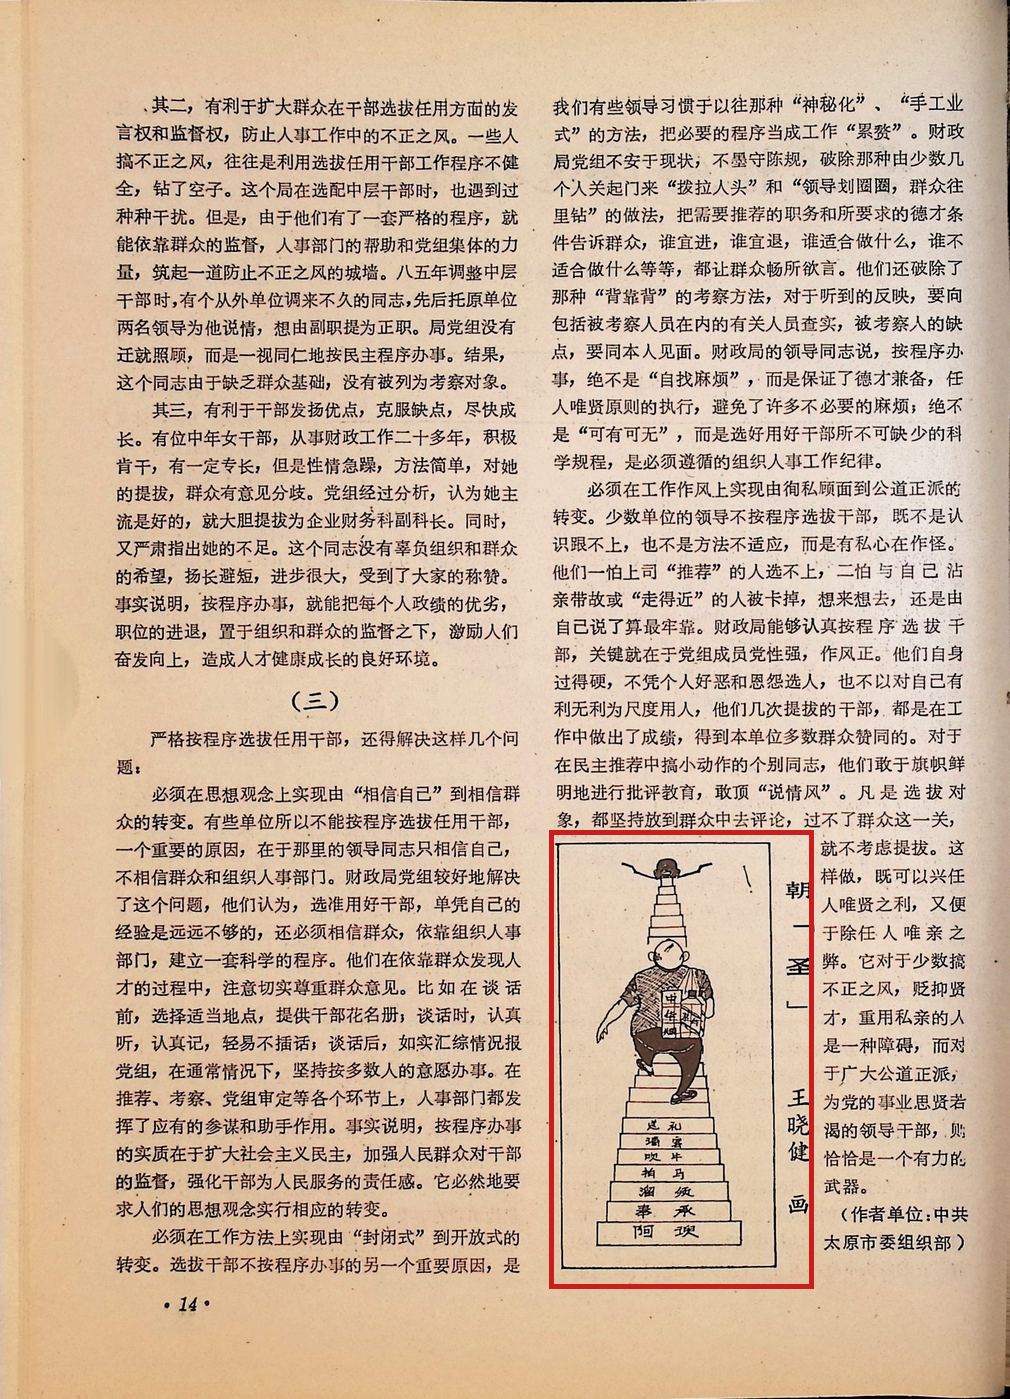 其二，有利于扩大群众在干部选拔任用方面的发
言权和监督权，防止人事工作中的不正之风。一些人
搞不正之风，往往是利用选拔任用干部工作程序不健
全，钻了空子。这个局在选配中层干部时，也遇到过
种种干扰。但是，由于他们有了一套严格的程序，就
能依靠群众的监督，人事部门的帮助和党组集体的力
量，筑起一道防止不正之风的城墙。八五年调整中层
干部时，有个从外单位调来不久的同志，先后托原单位
两名领导为他说情，想由副职提为正职。局党组没有
迁就照顾，而是一视同仁地按民主程序办事。结果，
这个同志由于缺乏群众基础，没有被列为考察对象。
其三，有利于干部发扬优点，克服缺点，尽快成
长。有位中年女干部，从事财政工作二十多年，积极
肯干，有一定专长，但是性情急躁，方法简单，对她
的提拔，群众有意见分歧。党组经过分析，认为她主
流是好的，就大胆提拔为企业财务科副科长。同时，
又严肃指出她的不足。这个同志没有辜负组织和群众
的希望，扬长避短，进步很大，受到了大家的称赞。
事实说明，按程序办事，就能把每个人政绩的优劣，
职位的进退，置于组织和群众的监督之下，激励人们
奋发向上，造成人才健康成长的良好环境。
（三）
严格按程序选拔任用干部，还得解决这样几个问
题：
必须在思想观念上实现由“相信自己”到相信群
众的转变。有些单位所以不能按程序选拔任用干部，
一个重要的原因，在于那里的领导同志只相信自己，
不相信群众和组织人事部门。财政局党组较好地解决
了这个问题，他们认为，选准用好干部，单凭自己的
经验是远远不够的，还必须相信群众，依靠组织人事
部门，建立一套科学的程序。他们在依靠群众发现人
才的过程中，注意切实尊重群众意见。比如在谈话
前，选择适当地点，提供干部花名册；谈话时，认真
听，认真记，轻易不插话；谈话后，如实汇综情况报
党组，在通常情况下，坚持按多数人的意愿办事。在
推荐、考察、党组审定等各个环节上，人事部门都发
挥了应有的参谋和助手作用。事实说明，按程序办事
的实质在于扩大社会主义民主，加强人民群众对干部
的监督，强化干部为人民服务的责任感。它必然地要
求人们的思想观念实行相应的转变。
必须在工作方法上实现由“封闭式”到开放式的
转变。选拔干部不按程序办事的另一个重要原因，是
·14·
我们有些领导习惯于以往那种“神秘化”、“手工业
式”的方法，把必要的程序当成工作“累赘”。财政
局党组不安于现状，不墨守陈规，破除那种由少数几
个人关起门来“拨拉人头”和“领导划圈圈，群众往
里钻”的做法，把需要推荐的职务和所要求的德才条
件告诉群众，谁宜进，谁宜退，谁适合做什么，谁不
适合做什么等等，都让群众畅所欲言。他们还破除了
那种“背靠背”的考察方法，对于听到的反映，要向
包括被考察人员在内的有关人员查实，被考察人的缺
点，要同本人见面。财政局的领导同志说，按程序办
事，绝不是“自找麻烦”，而是保证了德才兼备，任
人唯贤原则的执行，避免了许多不必要的麻烦；绝不
是“可有可无”，而是选好用好干部所不可缺少的科
学规程，是必须遵循的组织人事工作纪律。
必须在工作作风上实现由徇私顾面到公道正派的
转变。少数单位的领导不按程序选拔干部，既不是认
识跟不上，也不是方法不适应，而是有私心在作怪。
他们一怕上司“推荐”的人选不上，二怕与自己沾
亲带故或“走得近”的人被卡掉，想来想去，还是由
自己说了算最牢靠。财政局能够认真按程序选拔干
部，关键就在于党组成员党性强，作风正。他们自身
过得硬，不凭个人好恶和恩怨选人，也不以对自己有
利无利为尺度用人，他们几次提拔的干部，都是在工
作中做出了成绩，得到本单位多数群众赞同的。对于
在民主推荐中搞小动作的个别同志，他们敢于旗帜鲜
明地进行批评教育，敢顶“说情风”。凡是选拔对
象，都坚持放到群众中去评论，过不了群众这一关，
就不考虑提拔。这
样做，既可以兴任
人唯贤之利，又便
于除任人唯亲之
弊。它对于少数搞
不正之风，贬抑贤
才，重用私亲的人
是一种障碍，而对
于广大公道正派，
为党的事业思贤若
渴的领导干部，则
恰恰是一个有力的
武器。
（作者单位：中共
太原市委组织部）
朝「圣」 王晓健 画
送礼
请宴
吹牛
拍马
溜须
奉承
阿谀